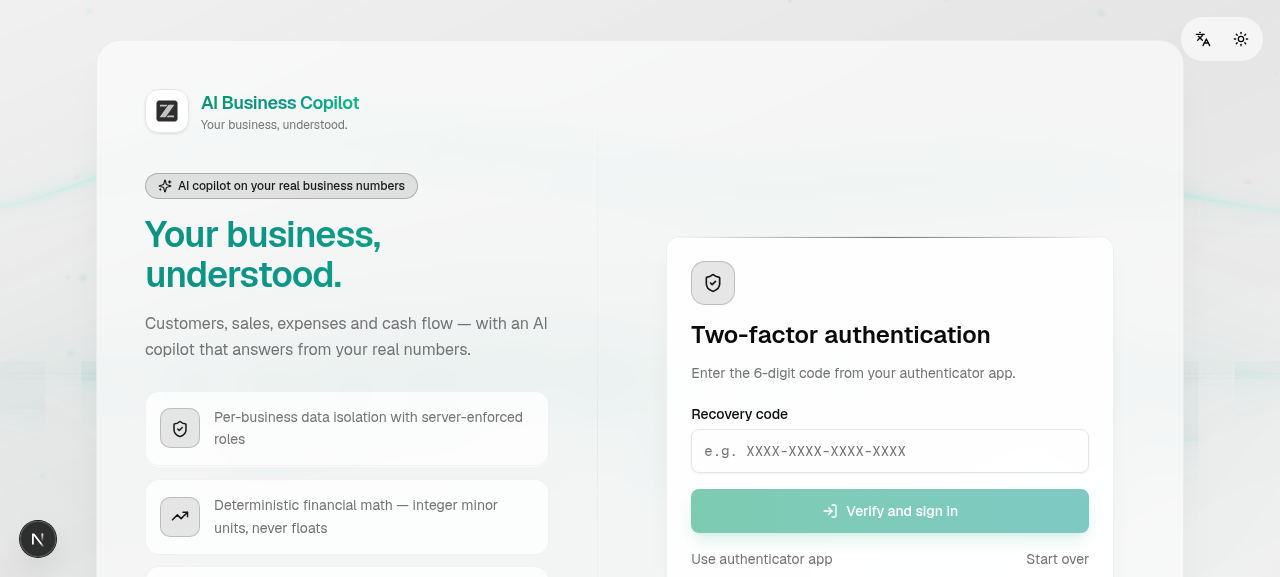 AI Business Copilot
Your business, understood.
AI copilot on your real business numbers
Your business,
understood.
Customers, sales, expenses and cash flow — with an AI
copilot that answers from your real numbers.
Per-business data isolation with server-enforced
roles
Deterministic financial math — integer minor
units, never floats
Two-factor authentication
Enter the 6-digit code from your authenticator app.
Recovery code
e.g. XXXX-XXXX-XXXX-XXXX
Verify and sign in
Use authenticator app
Start over